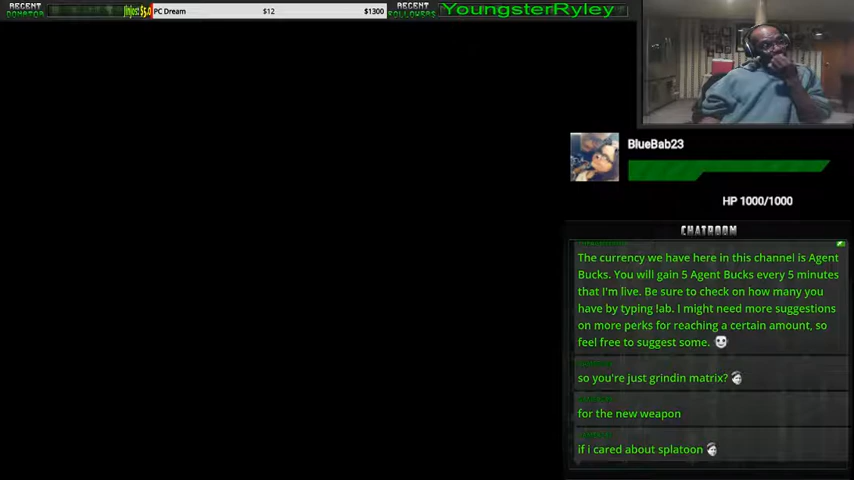 RECENT DONATOR
PC Dream $12 $1300
RECENT FOLLOWERS
YoungsterRyley
BlueBab23
HP 1000/1000
CHATROOM
The currency we have here in this channel is Agent
Bucks. You will gain 5 Agent Bucks every 5 minutes
that I'm live. Be sure to check on how many you
have by typing !ab. I might need more suggestions
on more perks for reaching a certain amount, so
feel free to suggest some.
so you're just grindin matrix?
for the new weapon
if i cared about splatoon